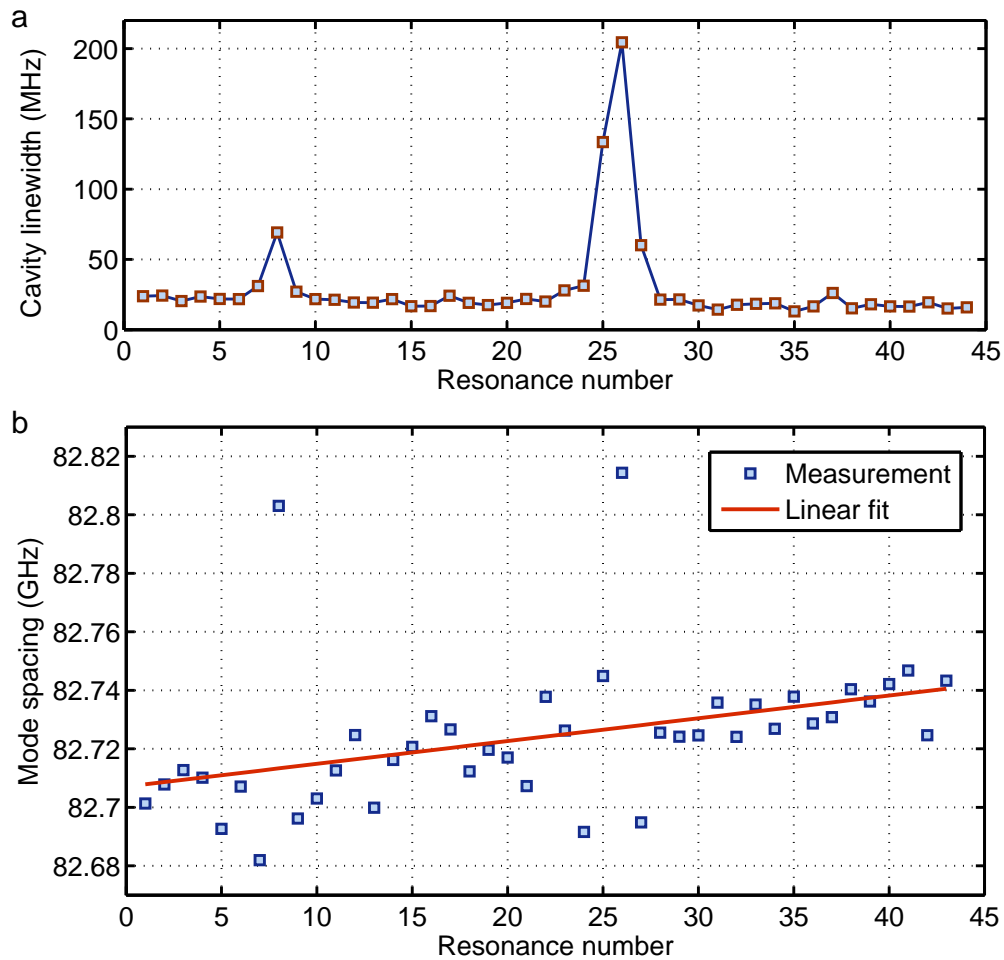 a
200
150
100
50
0
Cavity linewidth (MHz)
0 5 10 15 20 25 30 35 40 45
Resonance number
b
82.82
82.8
82.78
82.76
82.74
82.72
82.7
82.68
Mode spacing (GHz)
Measurement
Linear fit
0 5 10 15 20 25 30 35 40 45
Resonance number